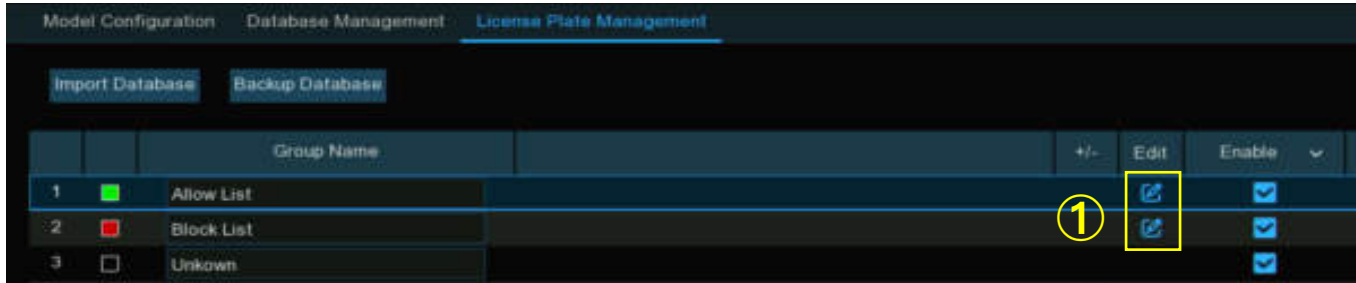 Model Configuration Database Management License Plate Management
Import Database Backup Database
Group Name +/- Edit Enable
1 Allow List
2 Block List
①
3 Unkown